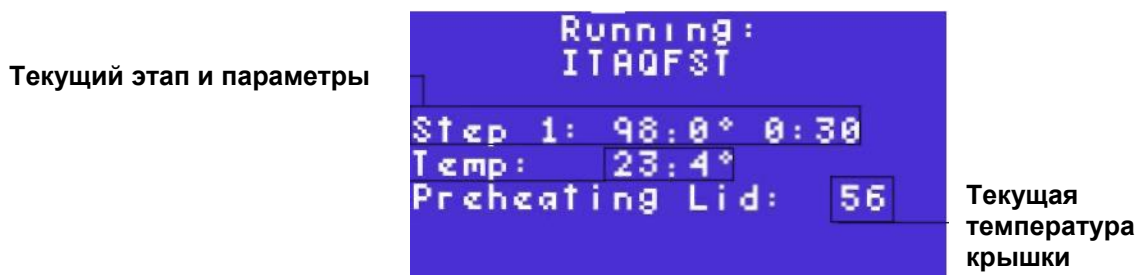 Running:
ITAQFST
Текущий этап и параметры
Step 1: 98.0° 0:30
Temp: 23.4°
Preheating Lid: 56
Текущая
температура
крышки